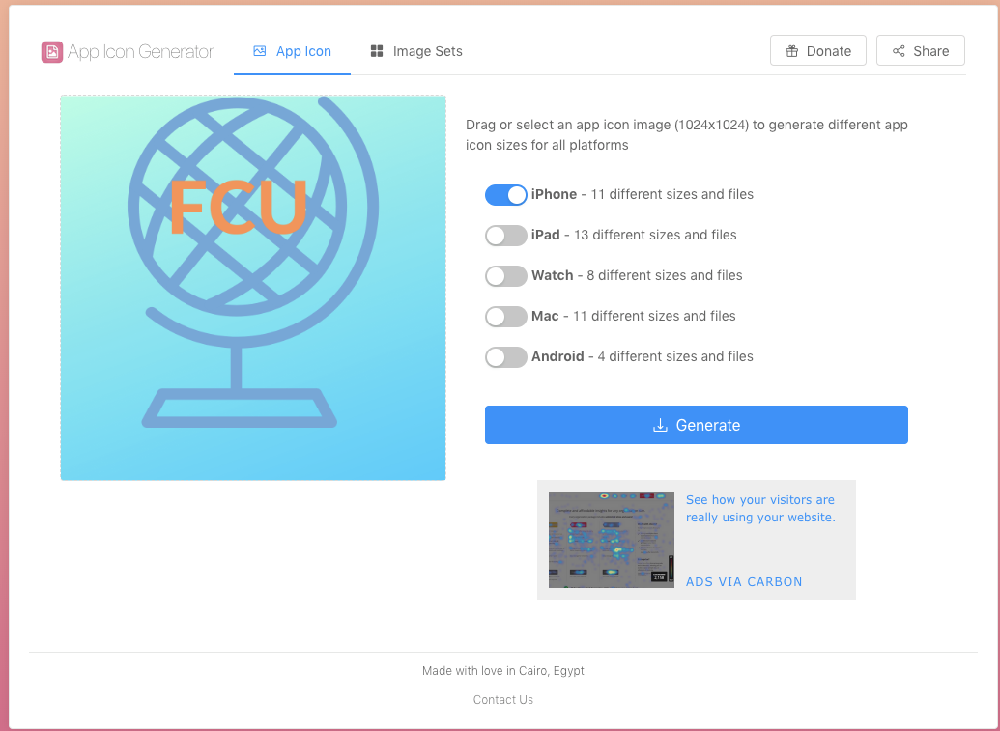 App Icon Generator
App Icon
Image Sets
Donate
Share
FCU
Drag or select an app icon image (1024x1024) to generate different app
icon sizes for all platforms
iPhone - 11 different sizes and files
iPad - 13 different sizes and files
Watch - 8 different sizes and files
Mac - 11 different sizes and files
Android - 4 different sizes and files
Generate
See how your visitors are
really using your website.
ADS VIA CARBON
Made with love in Cairo, Egypt
Contact Us